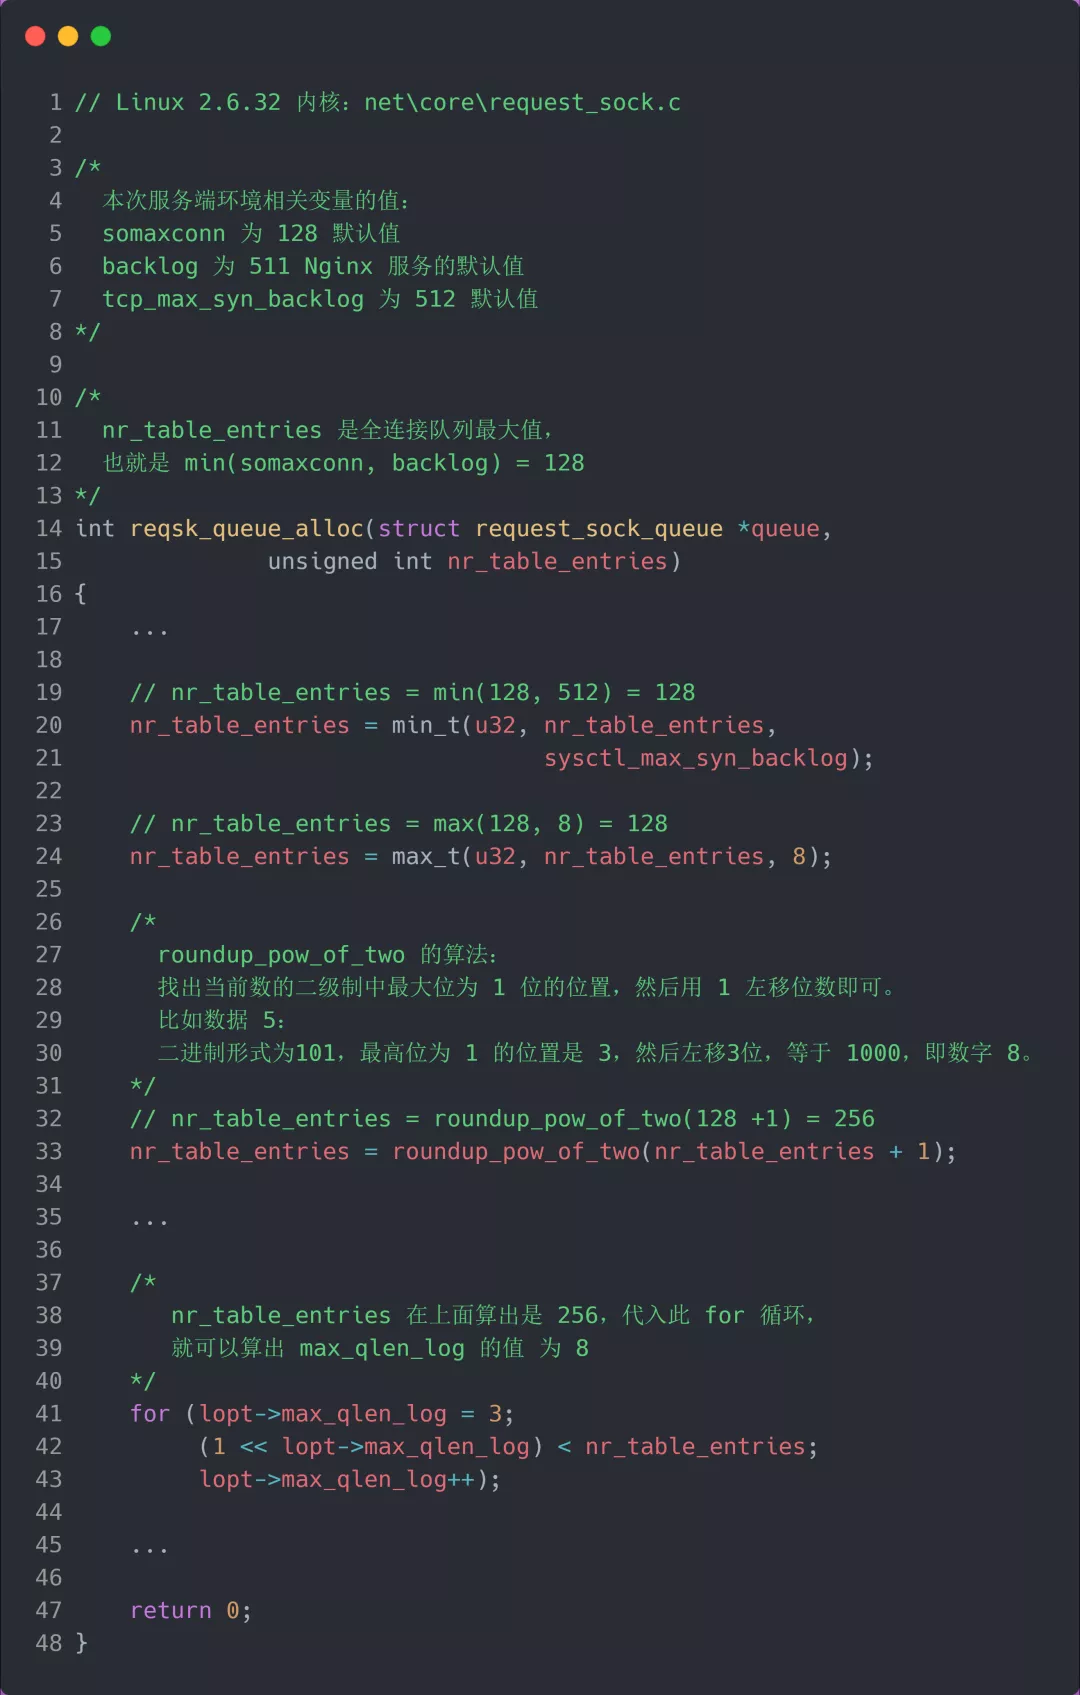 1 // Linux 2.6.32 内核：net\core\request_sock.c
2
3 /*
4   本次服务端环境相关变量的值：
5   somaxconn 为 128 默认值
6   backlog 为 511 Nginx 服务的默认值
7   tcp_max_syn_backlog 为 512 默认值
8 */
9
10 /*
11   nr_table_entries 是全连接队列最大值，
12   也就是 min(somaxconn, backlog) = 128
13 */
14 int reqsk_queue_alloc(struct request_sock_queue *queue,
15               unsigned int nr_table_entries)
16 {
17     ...
18
19     // nr_table_entries = min(128, 512) = 128
20     nr_table_entries = min_t(u32, nr_table_entries,
21                                   sysctl_max_syn_backlog);
22
23     // nr_table_entries = max(128, 8) = 128
24     nr_table_entries = max_t(u32, nr_table_entries, 8);
25
26     /*
27       roundup_pow_of_two 的算法：
28       找出当前数的二级制中最大位为 1 位的位置，然后用 1 左移位数即可。
29       比如数据 5：
30       二进制形式为101，最高位为 1 的位置是 3，然后左移3位，等于 1000，即数字 8。
31     */
32     // nr_table_entries = roundup_pow_of_two(128 +1) = 256
33     nr_table_entries = roundup_pow_of_two(nr_table_entries + 1);
34
35     ...
36
37     /*
38        nr_table_entries 在上面算出是 256，代入此 for 循环，
39        就可以算出 max_qlen_log 的值 为 8
40     */
41     for (lopt->max_qlen_log = 3;
42          (1 << lopt->max_qlen_log) < nr_table_entries;
43          lopt->max_qlen_log++);
44
45     ...
46
47     return 0;
48 }